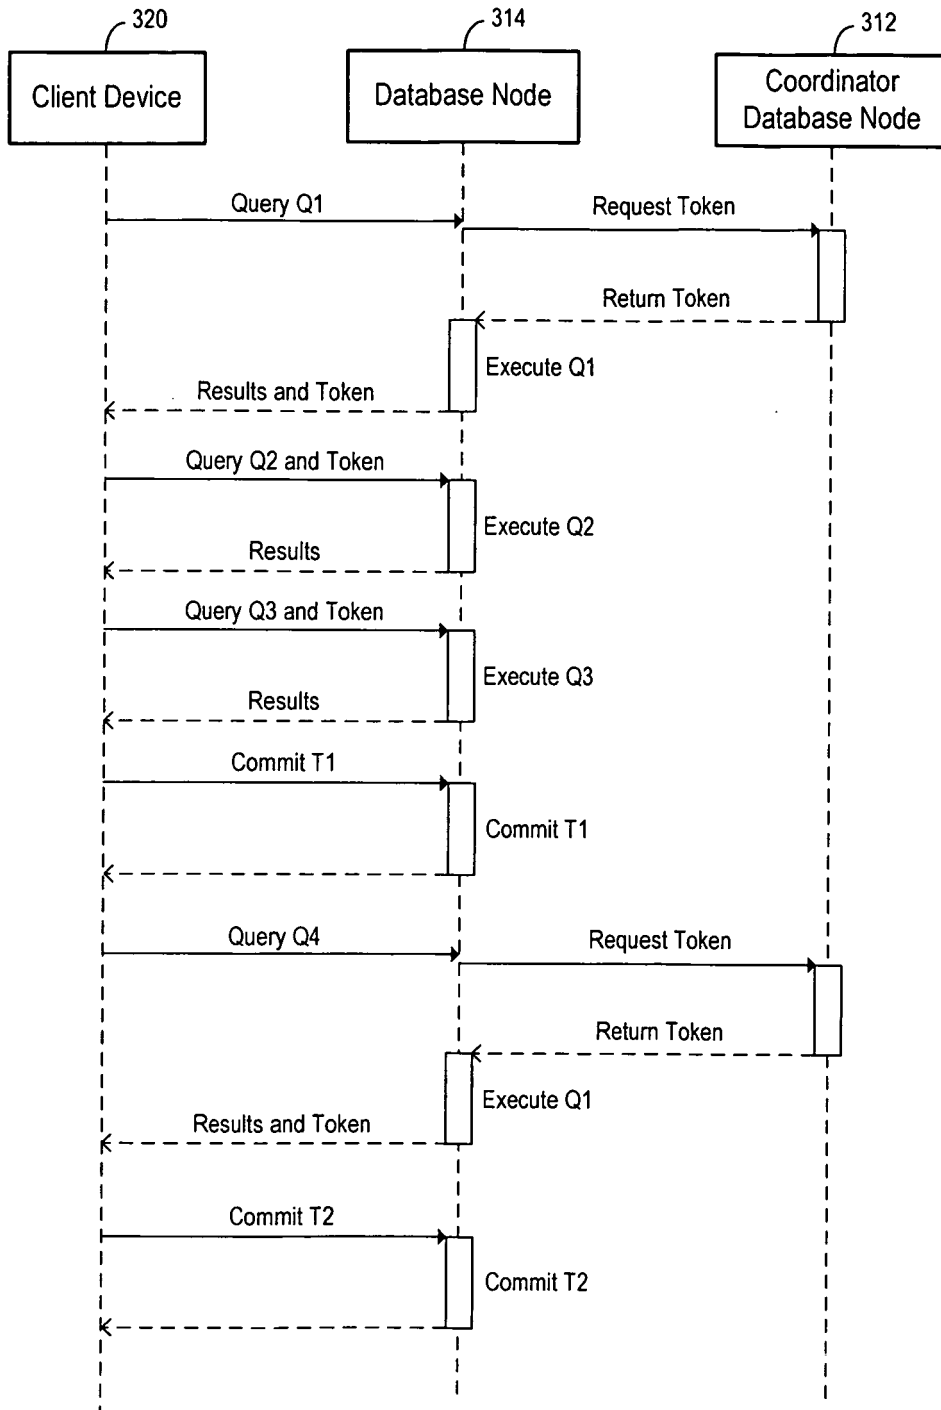 320
314
312
Client Device
Database Node
Coordinator
Database Node
Query Q1
Request Token
Return Token
Execute Q1
Results and Token
Query Q2 and Token
Execute Q2
Results
Query Q3 and Token
Execute Q3
Results
Commit T1
Commit T1
Query Q4
Request Token
Return Token
Execute Q1
Results and Token
Commit T2
Commit T2